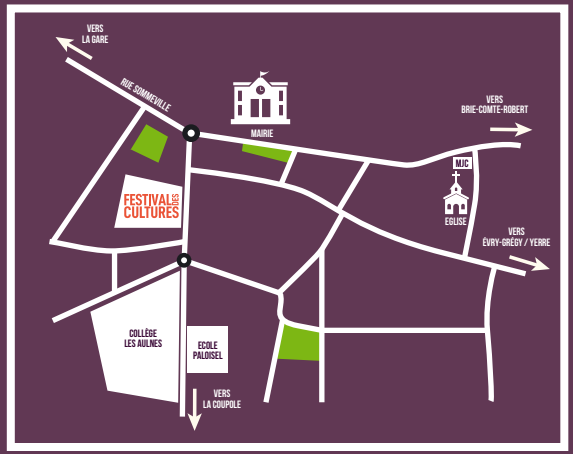 VERS
LA GARE
RUE SOMMEVILLE
MAIRIE
VERS
BRIE-COMTE-ROBERT
MJC
EGLISE
FESTIVAL DES
CULTURES
VERS
ÉVRY-GRÉGY / YERRE
COLLÈGE
LES AULNES
ECOLE
PALOISEL
VERS
LA COUPOLE